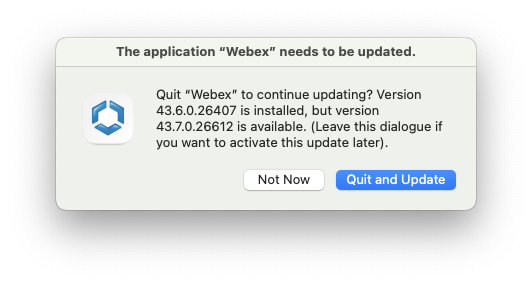 The application “Webex” needs to be updated.
Quit “Webex” to continue updating? Version
43.6.0.26407 is installed, but version
43.7.0.26612 is available. (Leave this dialogue if
you want to activate this update later).
Not Now
Quit and Update